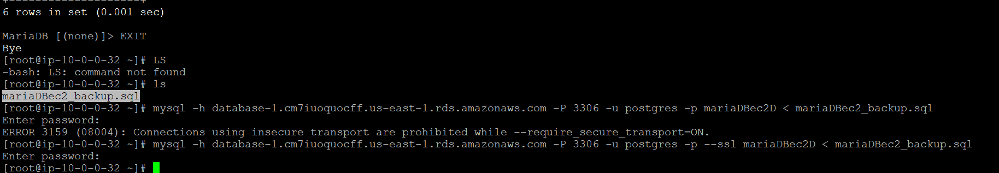 6 rows in set (0.001 sec)
MariaDB [(none)]> EXIT
Bye
[root@ip-10-0-0-32 ~]# LS
-bash: LS: command not found
[root@ip-10-0-0-32 ~]# ls
mariaDBec2_backup.sql
[root@ip-10-0-0-32 ~]# mysql -h database-1.cm7iuoquocff.us-east-1.rds.amazonaws.com -P 3306 -u postgres -p mariaDBec2D < mariaDBec2_backup.sql
Enter password:
ERROR 3159 (08004): Connections using insecure transport are prohibited while --require_secure_transport=ON.
[root@ip-10-0-0-32 ~]# mysql -h database-1.cm7iuoquocff.us-east-1.rds.amazonaws.com -P 3306 -u postgres -p --ssl mariaDBec2D < mariaDBec2_backup.sql
Enter password:
[root@ip-10-0-0-32 ~]#